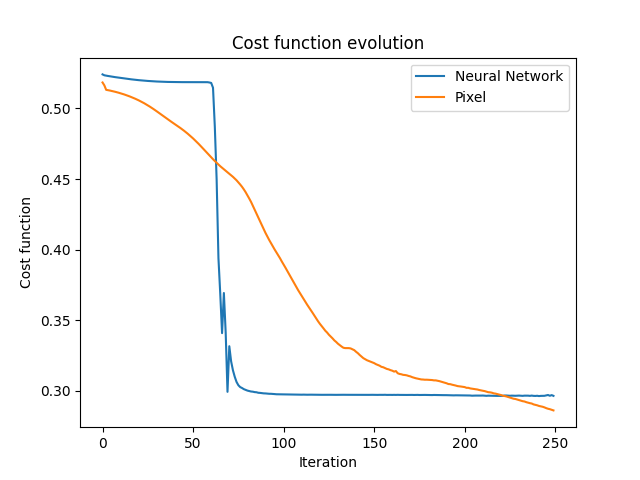 Cost function evolution
Neural Network
Pixel
Cost function
0.50
0.45
0.40
0.35
0.30
0
50
100
150
200
250
Iteration